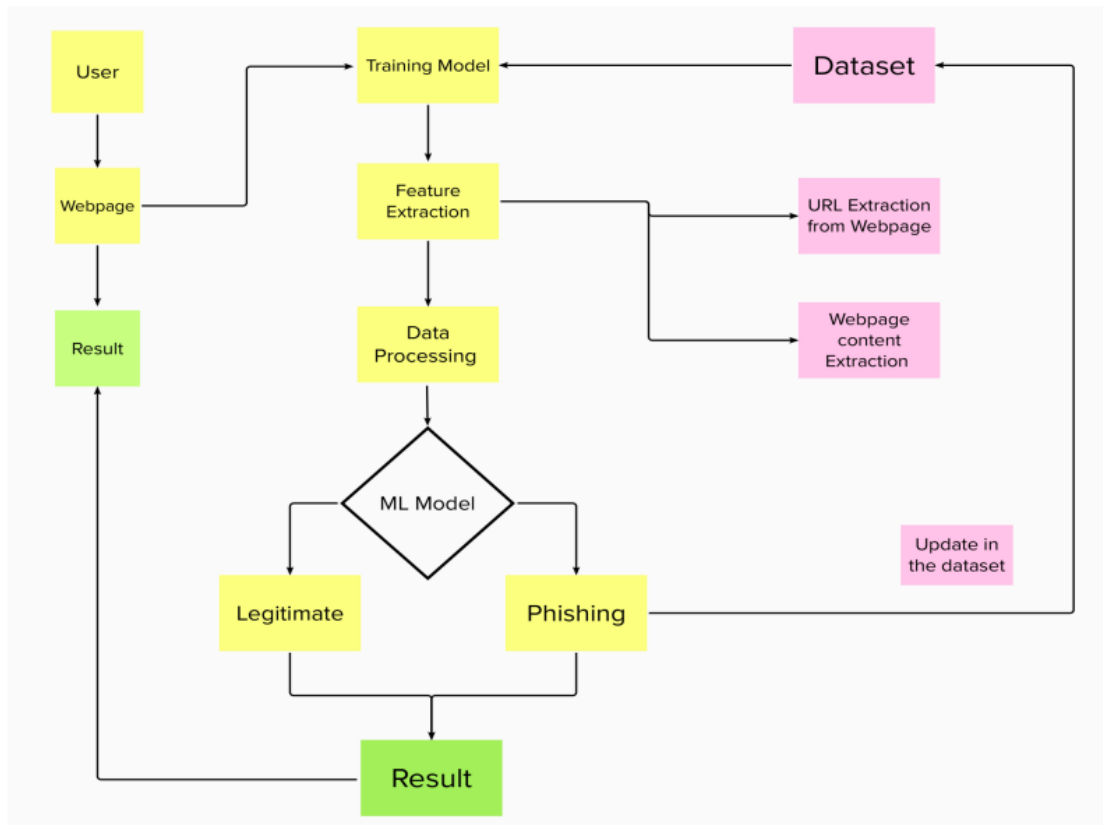 User
Training Model
Dataset
Webpage
Feature
Extraction
URL Extraction
from Webpage
Result
Data
Processing
Webpage
content
Extraction
ML Model
Update in
the dataset
Legitimate
Phishing
Result